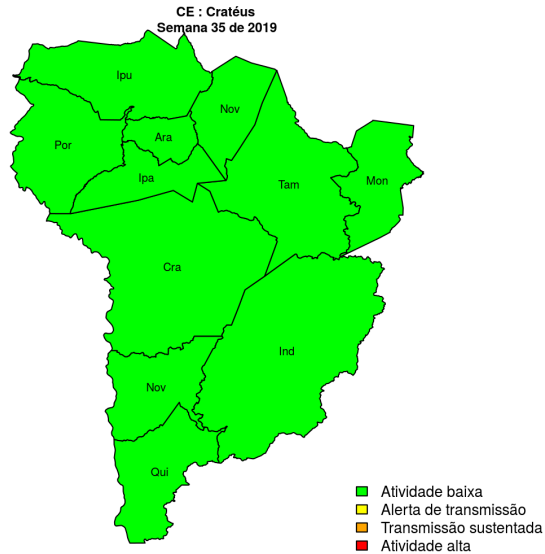 CE : Cratéus
Semana 35 de 2019
Ipu
Nov
Por
Ara
Ipa
Tam
Mon
Cra
Ind
Nov
Qui
Atividade baixa
Alerta de transmissão
Transmissão sustentada
Atividade alta